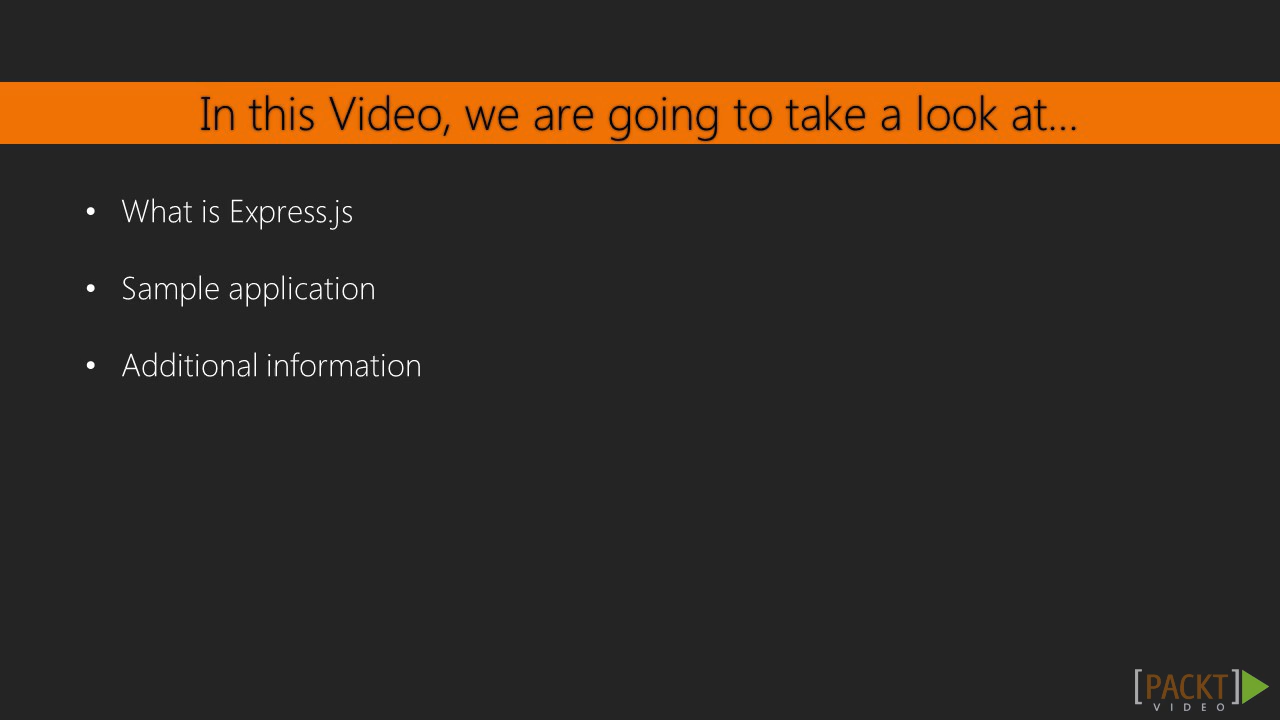 In this Video, we are going to take a look at...
• What is Express.js
• Sample application
• Additional information
[PACKT]
VIDEO